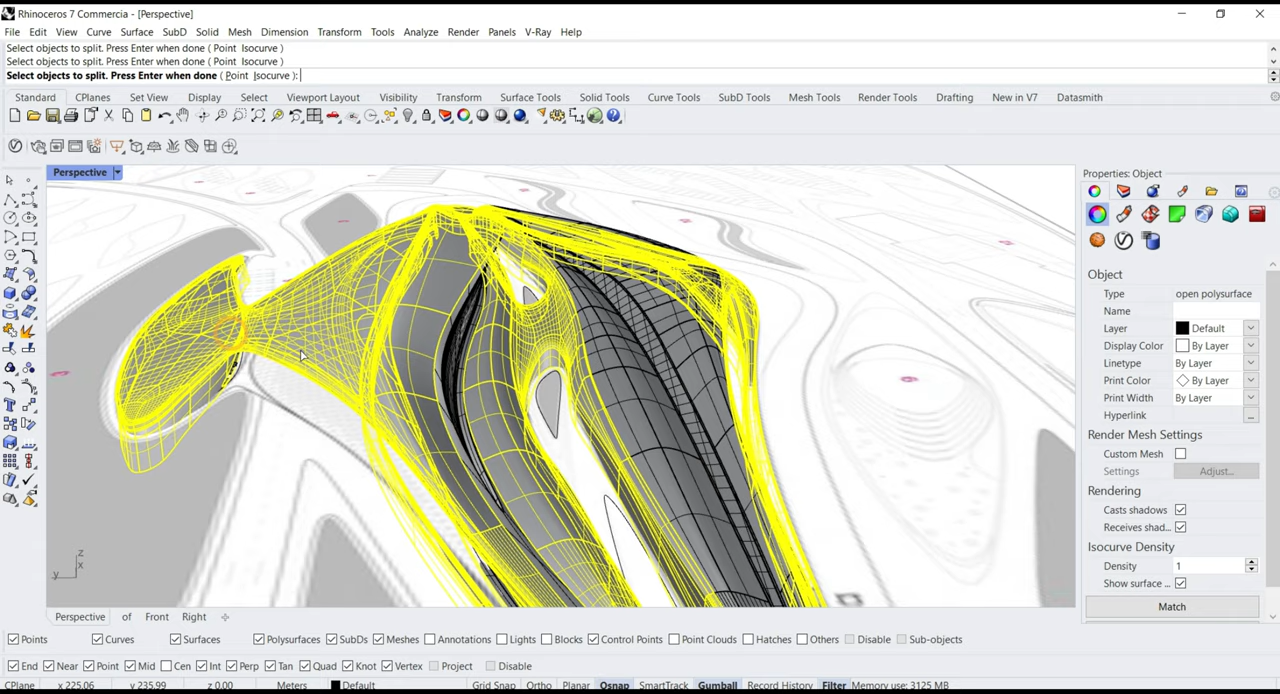 Rhinoceros 7 Commercia - [Perspective]
File Edit View Curve Surface SubD Solid Mesh Dimension Transform Tools Analyze Render Panels V-Ray Help
Select objects to split. Press Enter when done ( Point Isocurve )
Select objects to split. Press Enter when done ( Point Isocurve )
Select objects to split. Press Enter when done ( Point Isocurve ):
Standard CPlanes Set View Display Select Viewport Layout Visibility Transform Surface Tools Solid Tools Curve Tools SubD Tools Mesh Tools Render Tools Drafting New in V7 Datasmith
Perspective
Properties: Object
Object
Type open polysurface
Name
Layer Default
Display Color By Layer
Linetype By Layer
Print Color By Layer
Print Width By Layer
Hyperlink ...
Render Mesh Settings
Custom Mesh
Settings Adjust...
Rendering
Casts shadows
Receives shad...
Isocurve Density
Density 1
Show surface ...
Match
z
y x
Perspective of Front Right
Points Curves Surfaces Polysurfaces SubDs Meshes Annotations Lights Blocks Control Points Point Clouds Hatches Others Disable Sub-objects
End Near Point Mid Cen Int Perp Tan Quad Knot Vertex Project Disable
CPlane x 225.06 y 235.99 z 0.00 Meters Default Grid Snap Ortho Planar Osnap SmartTrack Gumball Record History Filter Memory use: 3125 MB